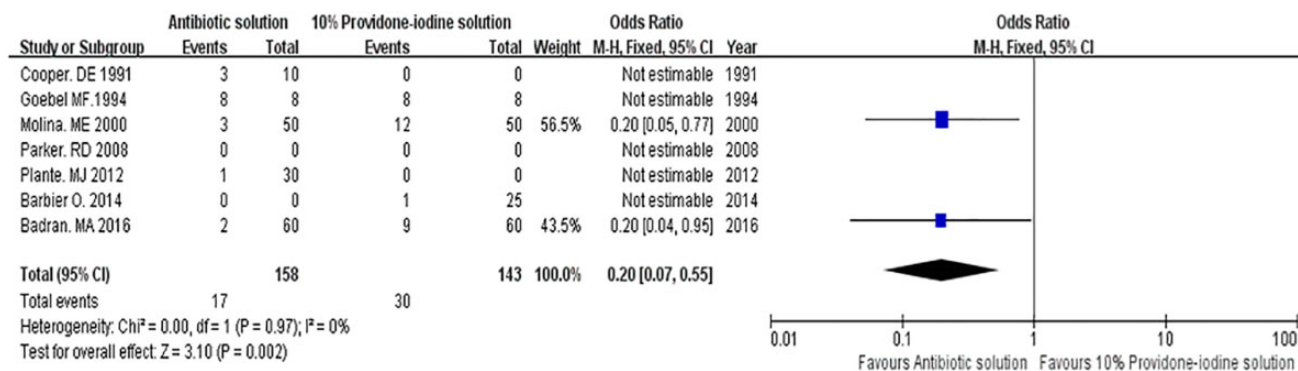 Antibiotic solution 10% Providone-iodine solution Odds Ratio Odds Ratio
Study or Subgroup Events Total Events Total Weight M-H, Fixed, 95% CI Year M-H, Fixed, 95% CI
Cooper. DE 1991 3 10 0 0 Not estimable 1991
Goebel MF.1994 8 8 8 8 Not estimable 1994
Molina. ME 2000 3 50 12 50 56.5% 0.20 [0.05, 0.77] 2000
Parker. RD 2008 0 0 0 0 Not estimable 2008
Plante. MJ 2012 1 30 0 0 Not estimable 2012
Barbier O. 2014 0 0 1 25 Not estimable 2014
Badran. MA 2016 2 60 9 60 43.5% 0.20 [0.04, 0.95] 2016
Total (95% CI) 158 143 100.0% 0.20 [0.07, 0.55]
Total events 17 30
Heterogeneity: Chi² = 0.00, df = 1 (P = 0.97); I² = 0%
Test for overall effect: Z = 3.10 (P = 0.002)
0.01 0.1 1 10 100
Favours Antibiotic solution Favours 10% Providone-iodine solution